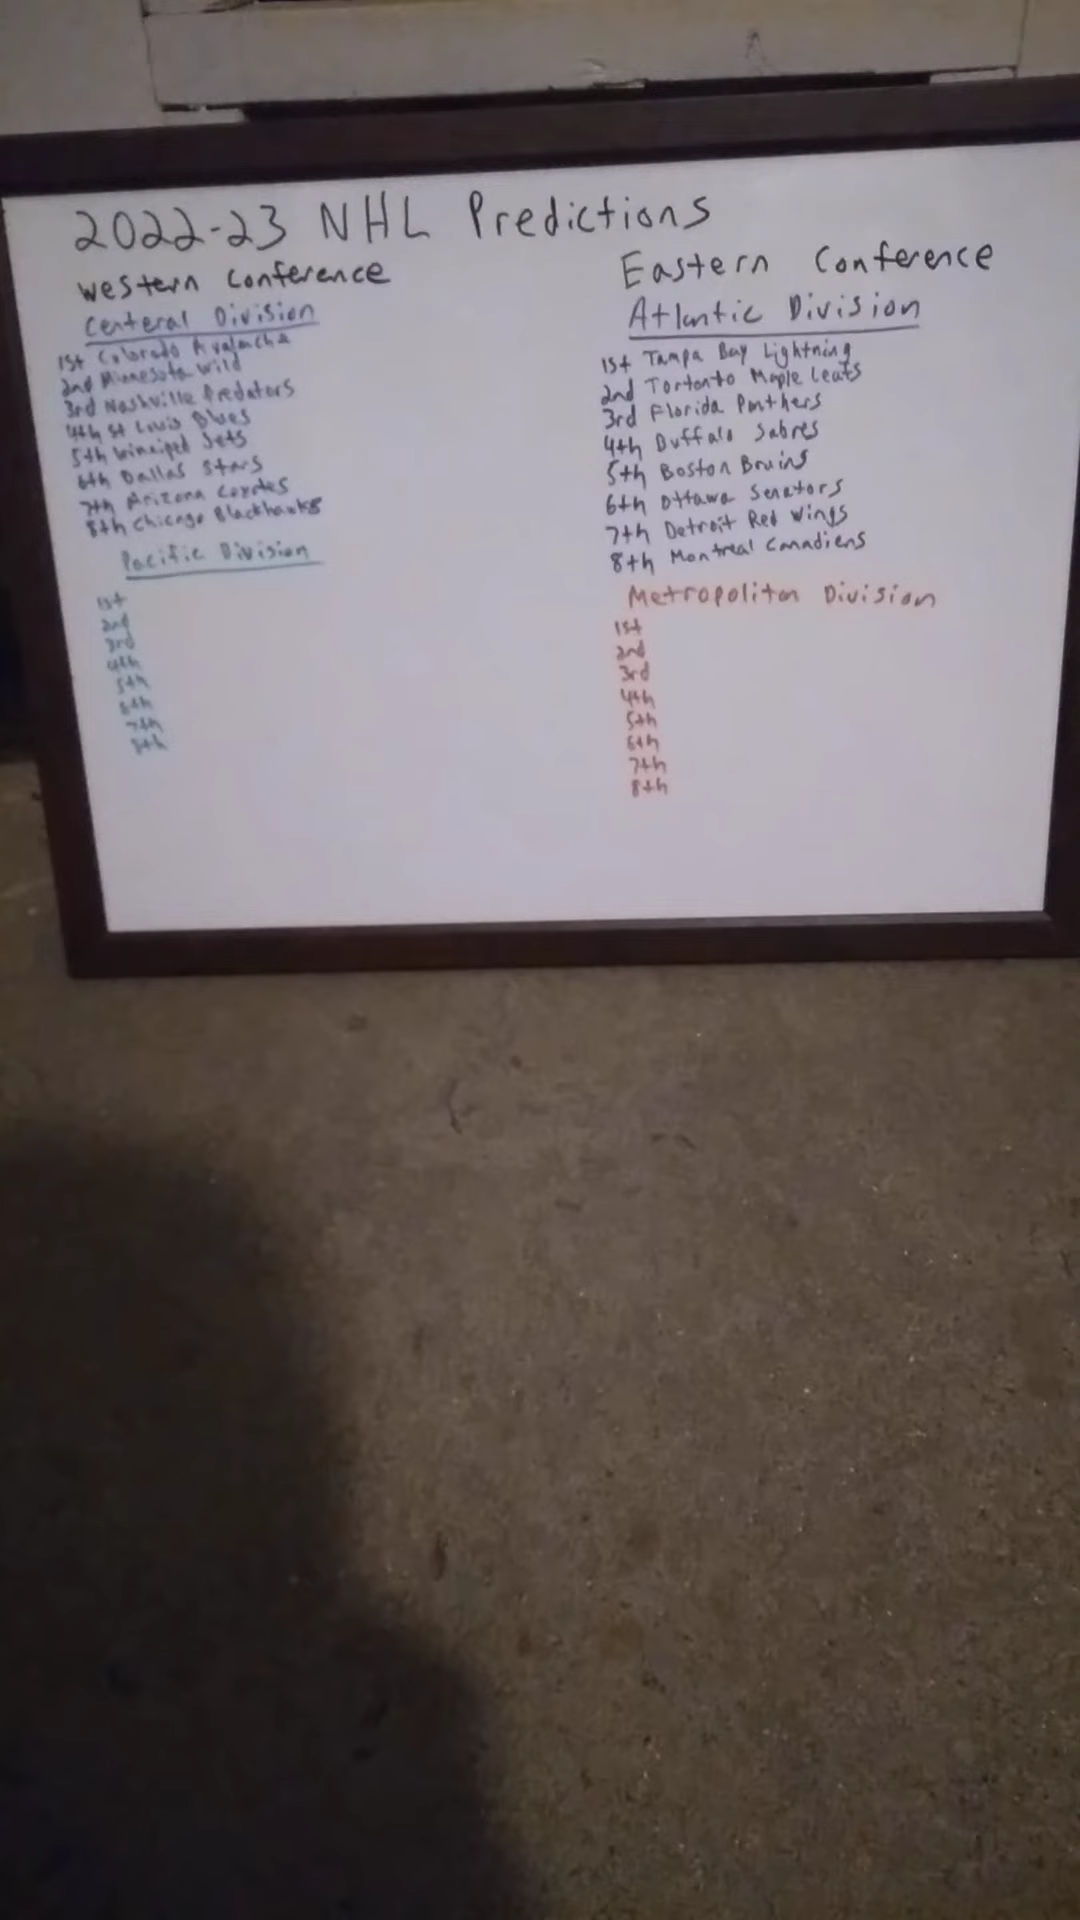 2022-23 NHL Predictions
Western Conference
Centeral Division
1st Colorado Avalanche
2nd Minnesota Wild
3rd Nashville Predators
4th St Louis Blues
5th Winnipeg Jets
6th Dallas Stars
7th Arizona Coyotes
8th Chicago Blackhawks
Pacific Division
1st
2nd
3rd
4th
5th
6th
7th
8th
Eastern Conference
Atlantic Division
1st Tampa Bay Lightning
2nd Tortonto Maple Leafs
3rd Florida Panthers
4th Buffalo Sabres
5th Boston Bruins
6th Ottawa Senators
7th Detroit Red Wings
8th Montreal Canadiens
Metropoliton Division
1st
2nd
3rd
4th
5th
6th
7th
8th